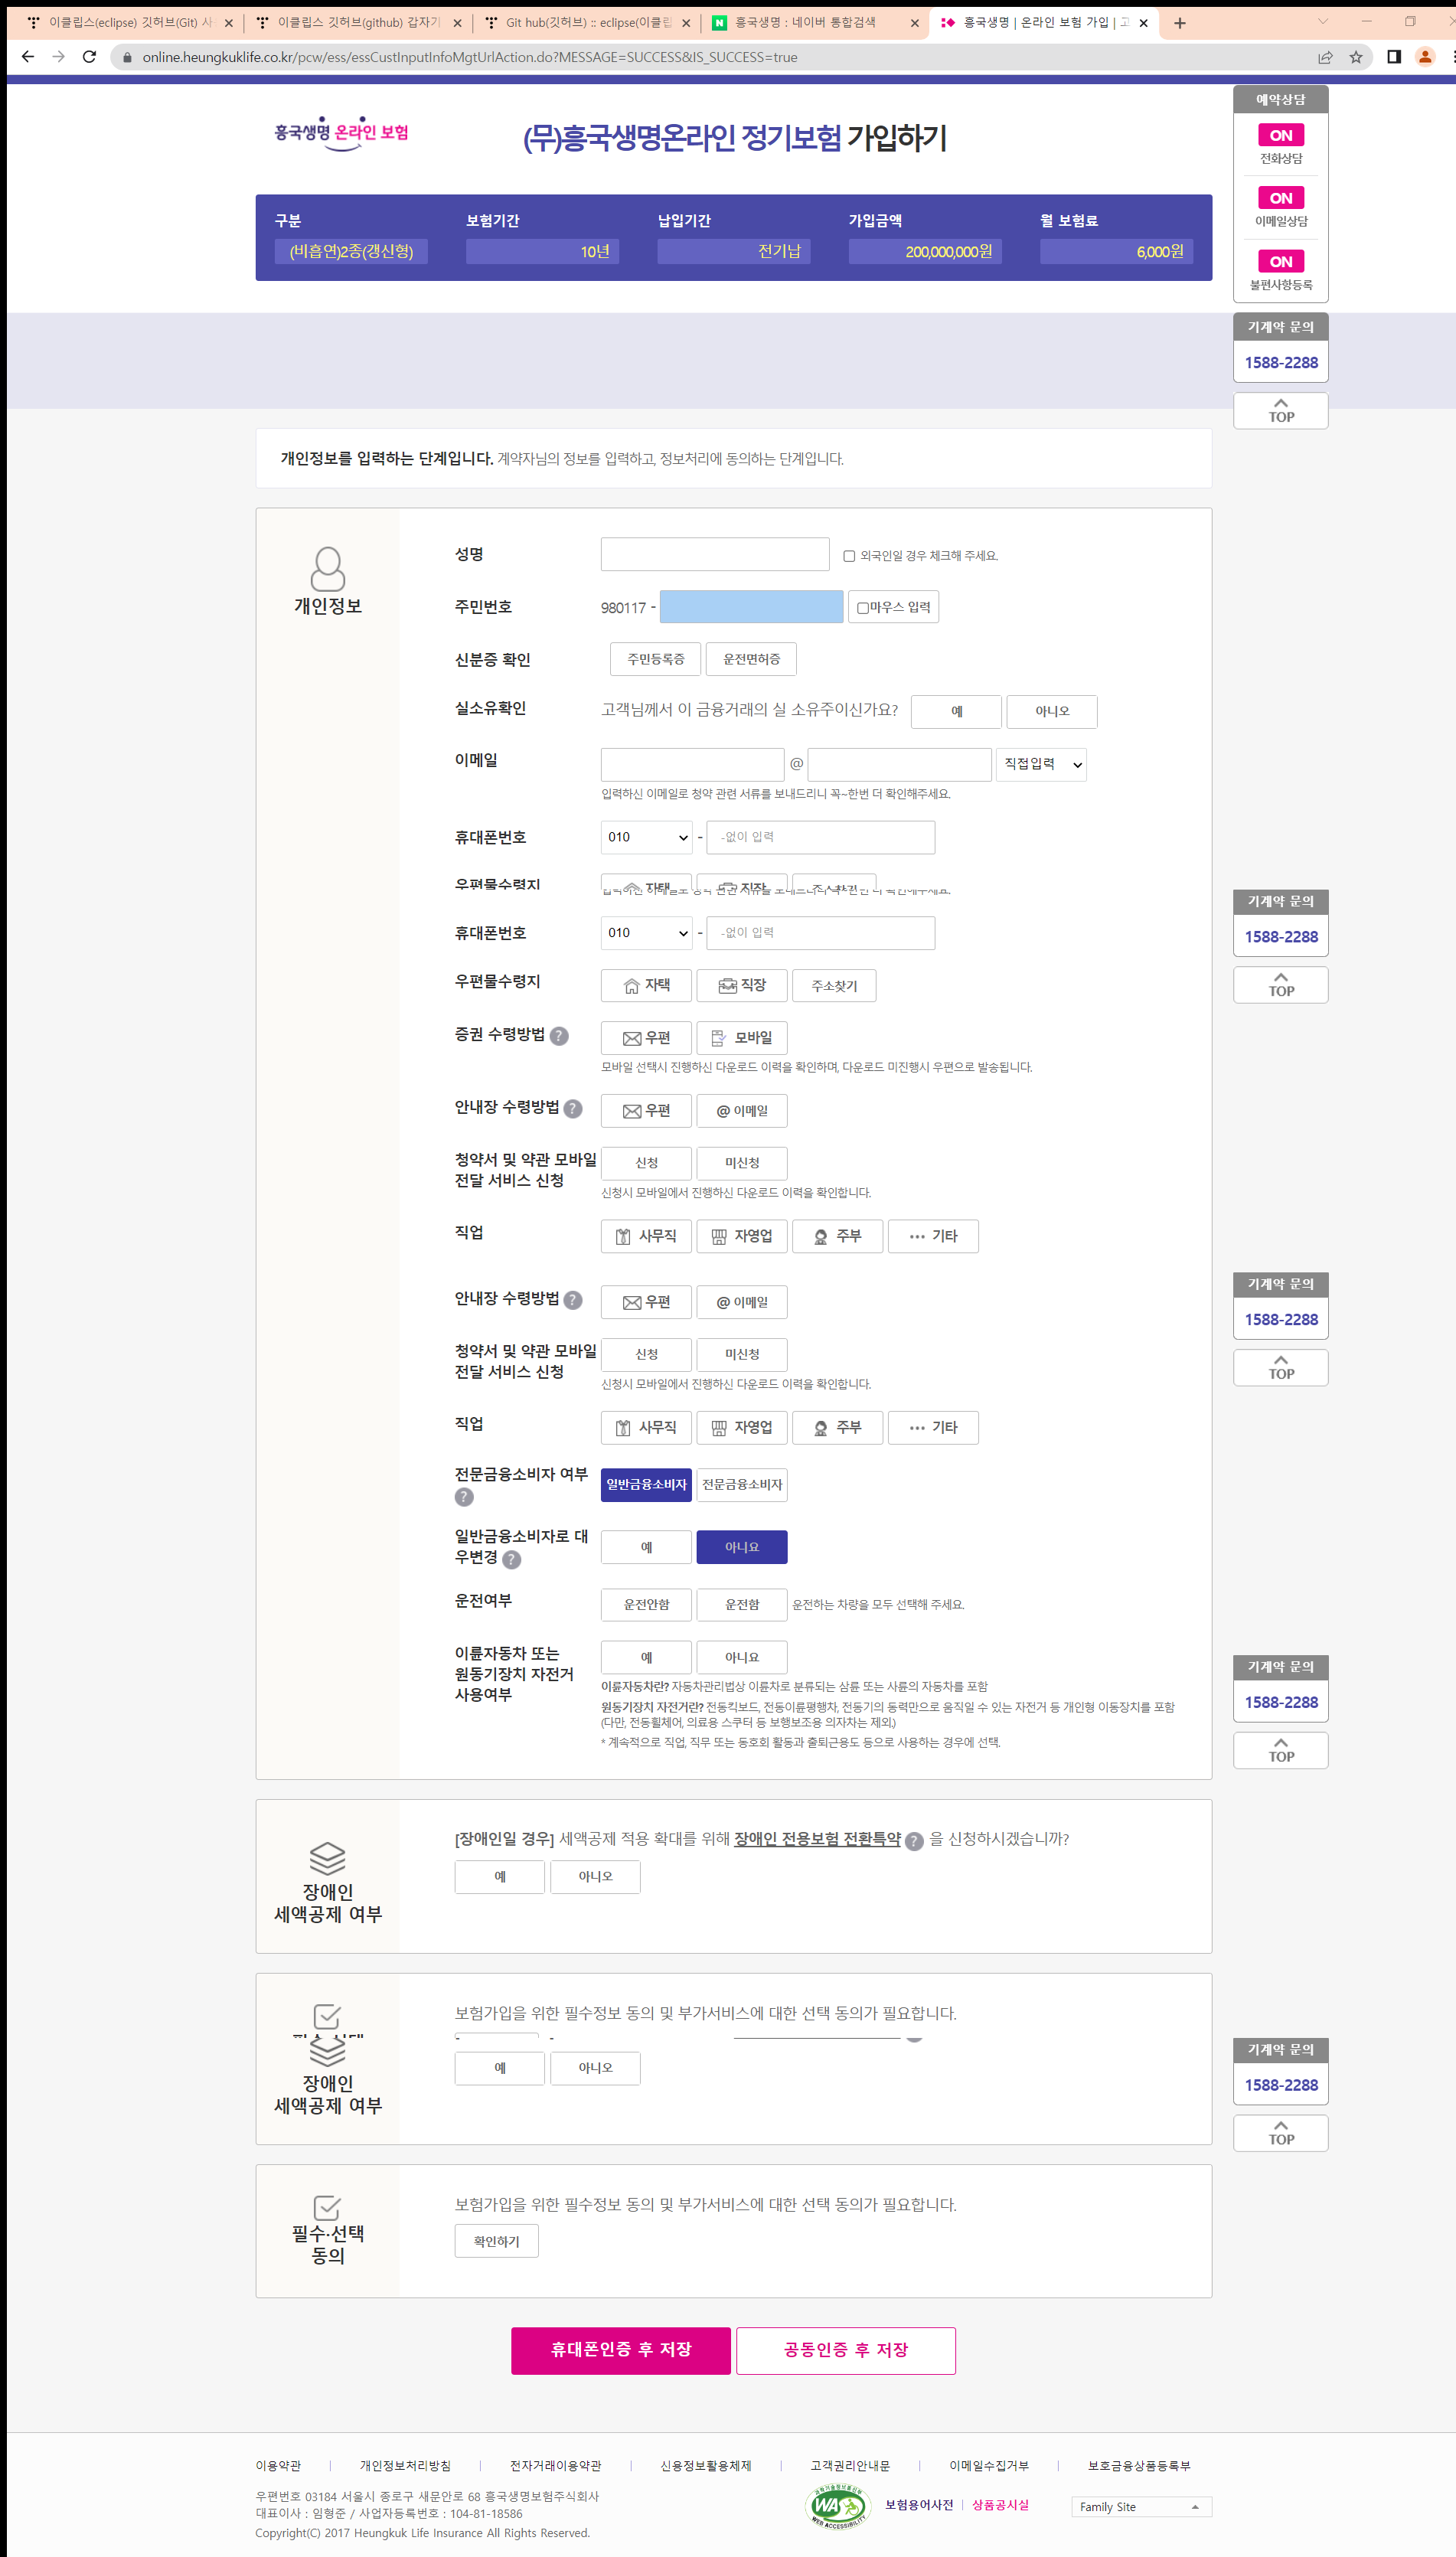 이클립스(eclipse) 깃허브(Git) 사
이클립스 깃허브(github) 갑자기
Git hub(깃허브) :: eclipse(이클립
흥국생명 : 네이버 통합검색
흥국생명 | 온라인 보험 가입 | 고
online.heungkuklife.co.kr/pcw/ess/essCustInputInfoMgtUrlAction.do?MESSAGE=SUCCESS&IS_SUCCESS=true
흥국생명 온라인 보험
(무)흥국생명온라인 정기보험 가입하기
예약상담
ON
전화상담
ON
이메일상담
ON
불편사항등록
구분 보험기간 납입기간 가입금액 월 보험료
(비흡연)2종(갱신형) 10년 전기납 200,000,000원 6,000원
기계약 문의
1588-2288
TOP
개인정보를 입력하는 단계입니다. 계약자님의 정보를 입력하고, 정보처리에 동의하는 단계입니다.
개인정보
성명 외국인일 경우 체크해 주세요.
주민번호 980117 - 마우스 입력
신분증 확인 주민등록증 운전면허증
실소유확인 고객님께서 이 금융거래의 실 소유주이신가요? 예 아니오
이메일 @ 직접입력
입력하신 이메일로 청약 관련 서류를 보내드리니 꼭~한번 더 확인해주세요.
휴대폰번호 010 - -없이 입력
우편물수령지 자택 직장
휴대폰번호 010 - -없이 입력
기계약 문의
1588-2288
TOP
우편물수령지 자택 직장 주소찾기
증권 수령방법 ? 우편 모바일
모바일 선택시 진행하신 다운로드 이력을 확인하며, 다운로드 미진행시 우편으로 발송됩니다.
안내장 수령방법 ? 우편 @ 이메일
청약서 및 약관 모바일
전달 서비스 신청
신청 미신청
신청시 모바일에서 진행하신 다운로드 이력을 확인합니다.
직업 사무직 자영업 주부 기타
안내장 수령방법 ? 우편 @ 이메일
기계약 문의
1588-2288
TOP
청약서 및 약관 모바일
전달 서비스 신청
신청 미신청
신청시 모바일에서 진행하신 다운로드 이력을 확인합니다.
직업 사무직 자영업 주부 기타
전문금융소비자 여부
?
일반금융소비자 전문금융소비자
일반금융소비자로 대
우변경 ?
예 아니요
운전여부 운전안함 운전함 운전하는 차량을 모두 선택해 주세요.
이륜자동차 또는
원동기장치 자전거
사용여부
예 아니요
이륜자동차란? 자동차관리법상 이륜차로 분류되는 삼륜 또는 사륜의 자동차를 포함
원동기장치 자전거란? 전동킥보드, 전동이륜평행차, 전동기의 동력만으로 움직일 수 있는 자전거 등 개인형 이동장치를 포함
(다만, 전동휠체어, 의료용 스쿠터 등 보행보조용 의자차는 제외.)
* 계속적으로 직업, 직무 또는 동호회 활동과 출퇴근용도 등으로 사용하는 경우에 선택.
기계약 문의
1588-2288
TOP
장애인
세액공제 여부
[장애인일 경우] 세액공제 적용 확대를 위해 장애인 전용보험 전환특약 ? 을 신청하시겠습니까?
예 아니오
보험가입을 위한 필수정보 동의 및 부가서비스에 대한 선택 동의가 필요합니다.
장애인
세액공제 여부
예 아니오
기계약 문의
1588-2288
TOP
필수·선택
동의
보험가입을 위한 필수정보 동의 및 부가서비스에 대한 선택 동의가 필요합니다.
확인하기
휴대폰인증 후 저장 공동인증 후 저장
이용약관 | 개인정보처리방침 | 전자거래이용약관 | 신용정보활용체제 | 고객권리안내문 | 이메일수집거부 | 보호금융상품등록부
우편번호 03184 서울시 종로구 새문안로 68 흥국생명보험주식회사
대표이사 : 임형준 / 사업자등록번호 : 104-81-18586
Copyright(C) 2017 Heungkuk Life Insurance All Rights Reserved.
WA
WEB ACCESSIBILITY
보험용어사전 | 상품공시실
Family Site